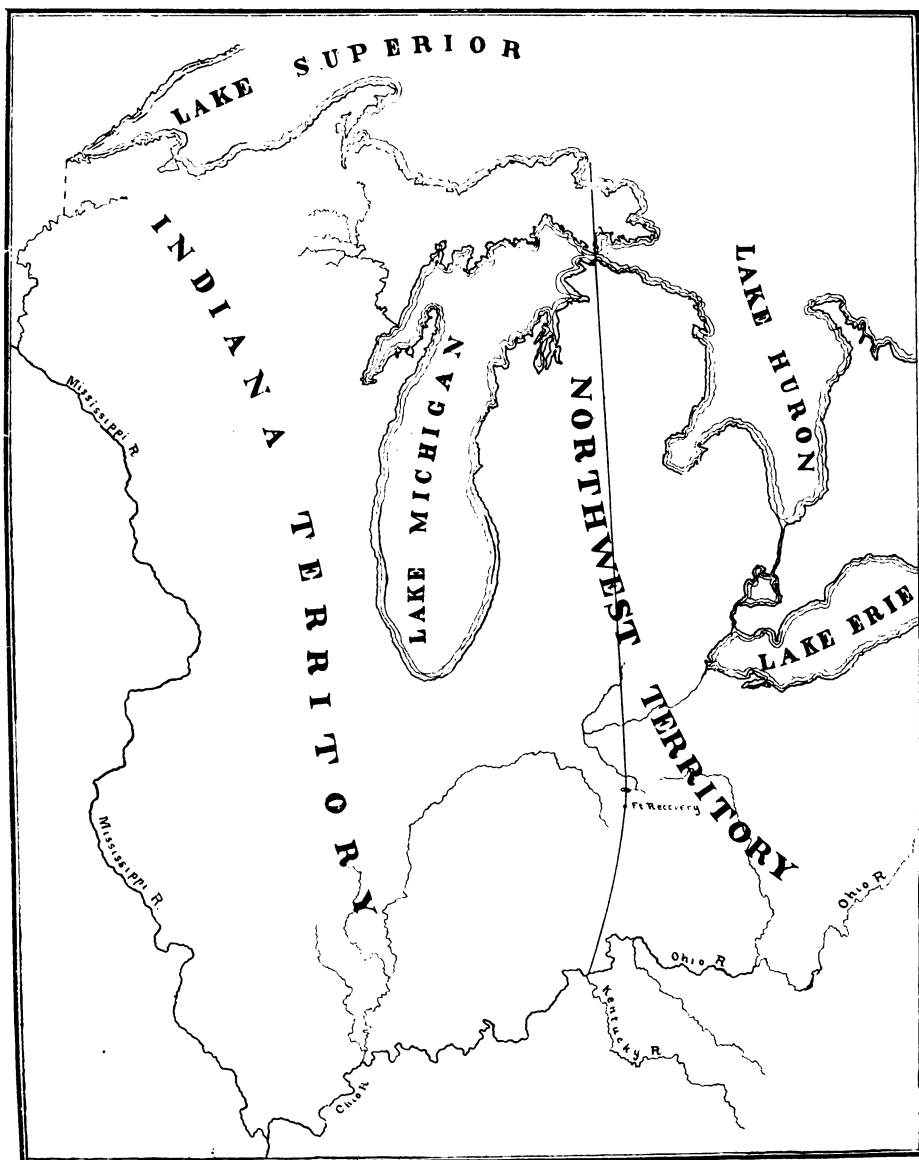 LAKE SUPERIOR
INDIANA TERRITORY
LAKE HURON
LAKE MICHIGAN
Mississippi R
NORTHWEST TERRITORY
LAKE ERIE
Ft Recovery
Mississippi R.
Ohio R
Ohio R
Kentucky R
Ohio R